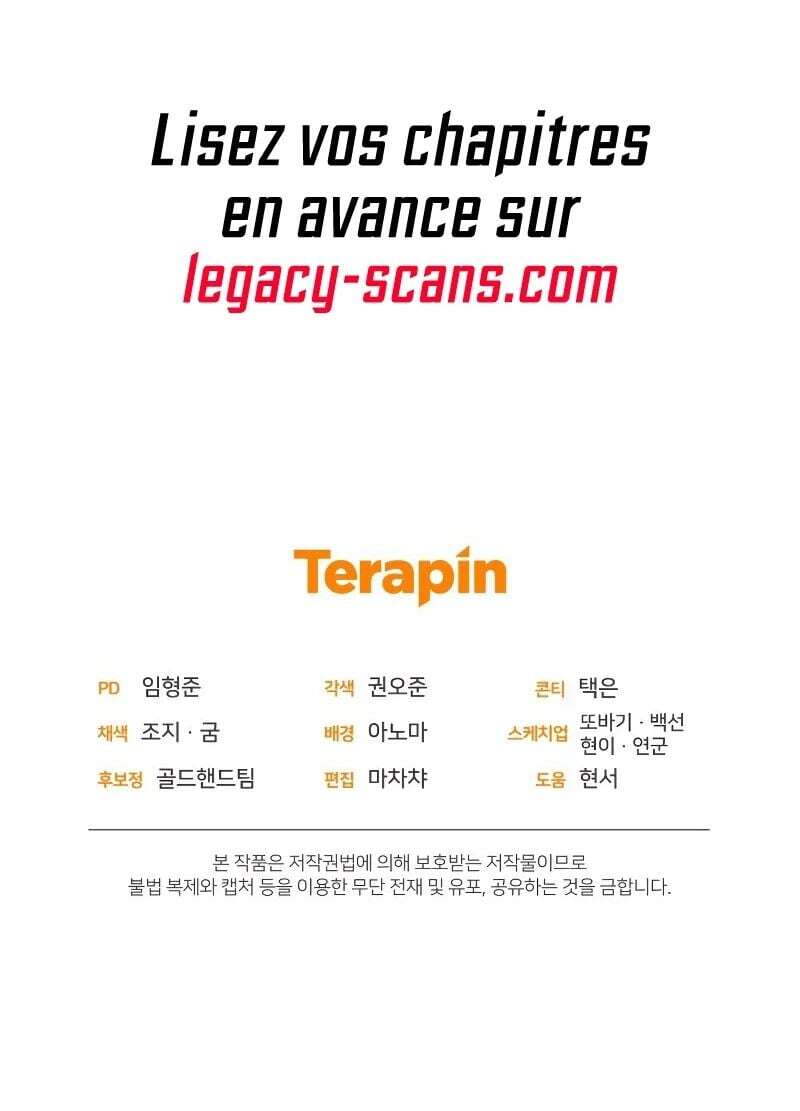 Lisez vos chapitres
en avance sur
legacy-scans.com
Terapin
PD 임형준 각색 권오준 콘티 택은
채색 조지 · 굼 배경 아노마 스케치업 또바기 · 백선
현이 · 연군
후보정 골드핸드팀 편집 마차챠 도움 현서
본 작품은 저작권법에 의해 보호받는 저작물이므로
불법 복제와 캡처 등을 이용한 무단 전재 및 유포, 공유하는 것을 금합니다.